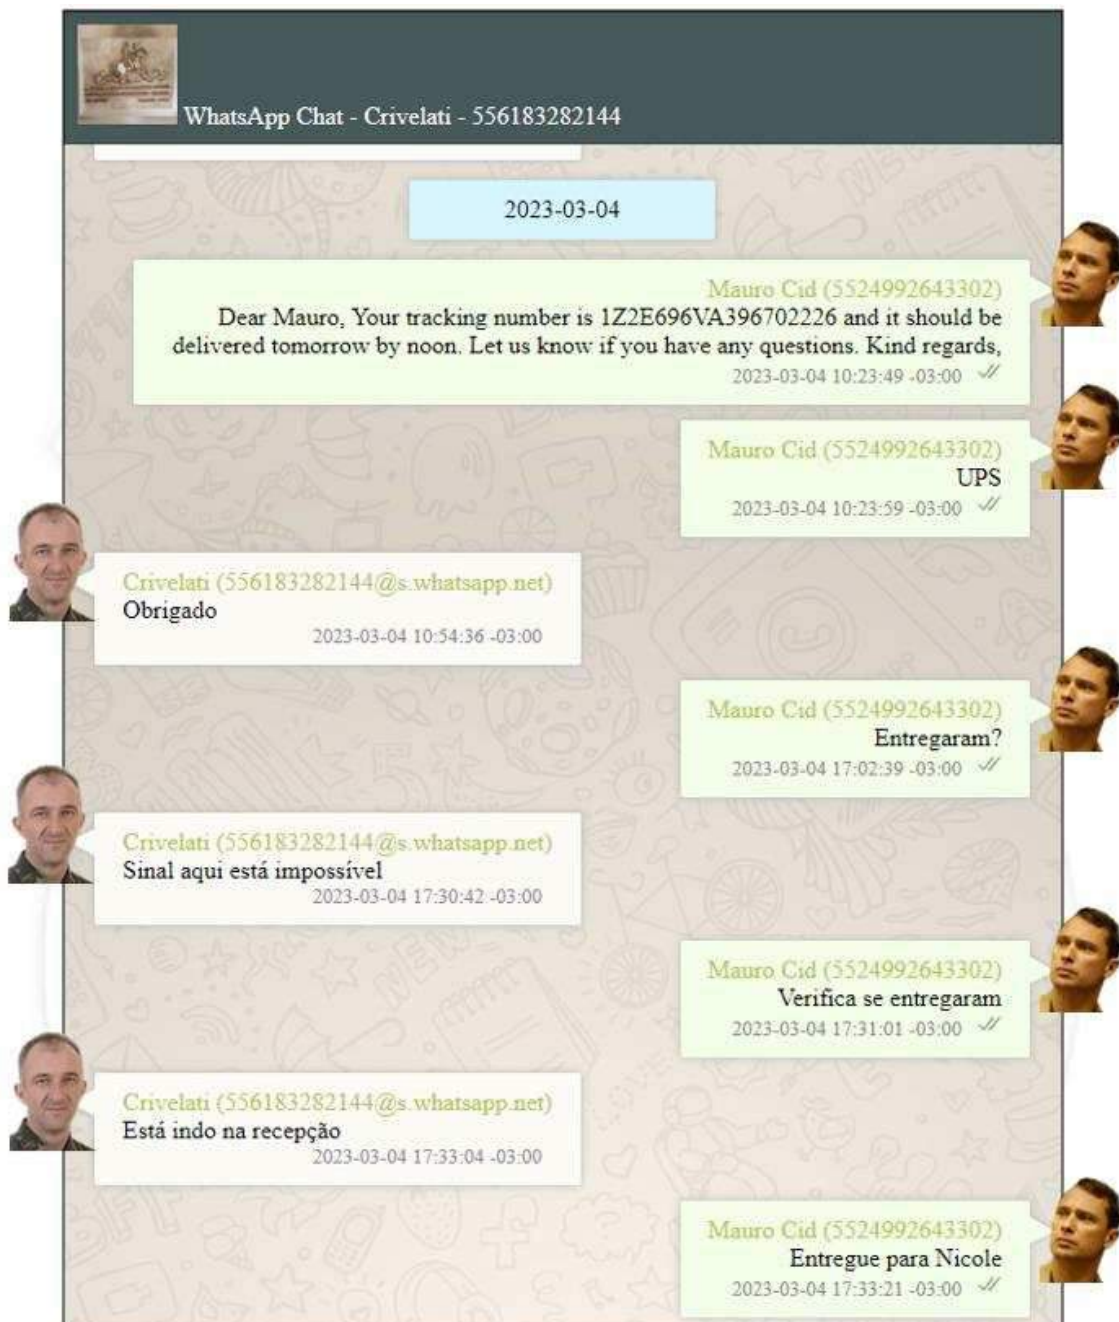 WhatsApp Chat - Crivelati - 556183282144
2023-03-04
Mauro Cid (5524992643302)
Dear Mauro, Your tracking number is 1Z2E696VA396702226 and it should be
delivered tomorrow by noon. Let us know if you have any questions. Kind regards,
2023-03-04 10:23:49 -03:00
Mauro Cid (5524992643302)
UPS
2023-03-04 10:23:59 -03:00
Crivelati (556183282144@s.whatsapp.net)
Obrigado
2023-03-04 10:54:36 -03:00
Mauro Cid (5524992643302)
Entregaram?
2023-03-04 17:02:39 -03:00
Crivelati (556183282144@s.whatsapp.net)
Sinal aqui está impossível
2023-03-04 17:30:42 -03:00
Mauro Cid (5524992643302)
Verifica se entregaram
2023-03-04 17:31:01 -03:00
Crivelati (556183282144@s.whatsapp.net)
Está indo na recepção
2023-03-04 17:33:04 -03:00
Mauro Cid (5524992643302)
Entregue para Nicole
2023-03-04 17:33:21 -03:00